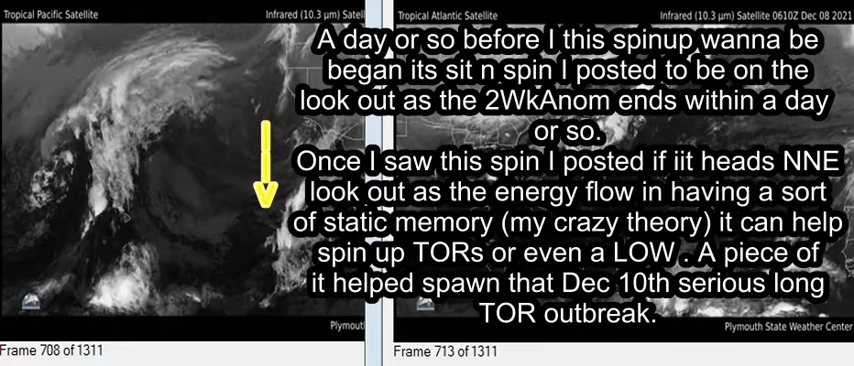 Tropical Pacific Satellite
Infrared (10.3 µm) Satell
Tropical Atlantic Satellite
Infrared (10.3 µm) Satellite 0610Z Dec 08 2021
A day or so before I this spinup wanna be
began its sit n spin I posted to be on the
look out as the 2WkAnom ends within a day
or so.
Once I saw this spin I posted if iit heads NNE
look out as the energy flow in having a sort
of static memory (my crazy theory) it can help
spin up TORs or even a LOW . A piece of
it helped spawn that Dec 10th serious long
TOR outbreak.
Plymout
Plymouth State Weather Center
Frame 708 of 1311
Frame 713 of 1311